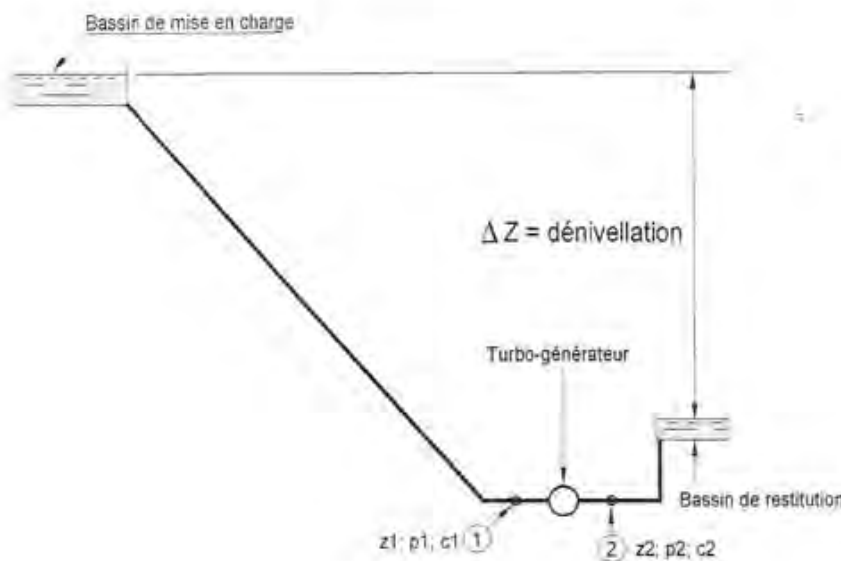 Bassin de mise en charge
Δ Z = dénivellation
Turbo-générateur
Bassin de restitution
z1; p1; c1 1
2 z2; p2; c2